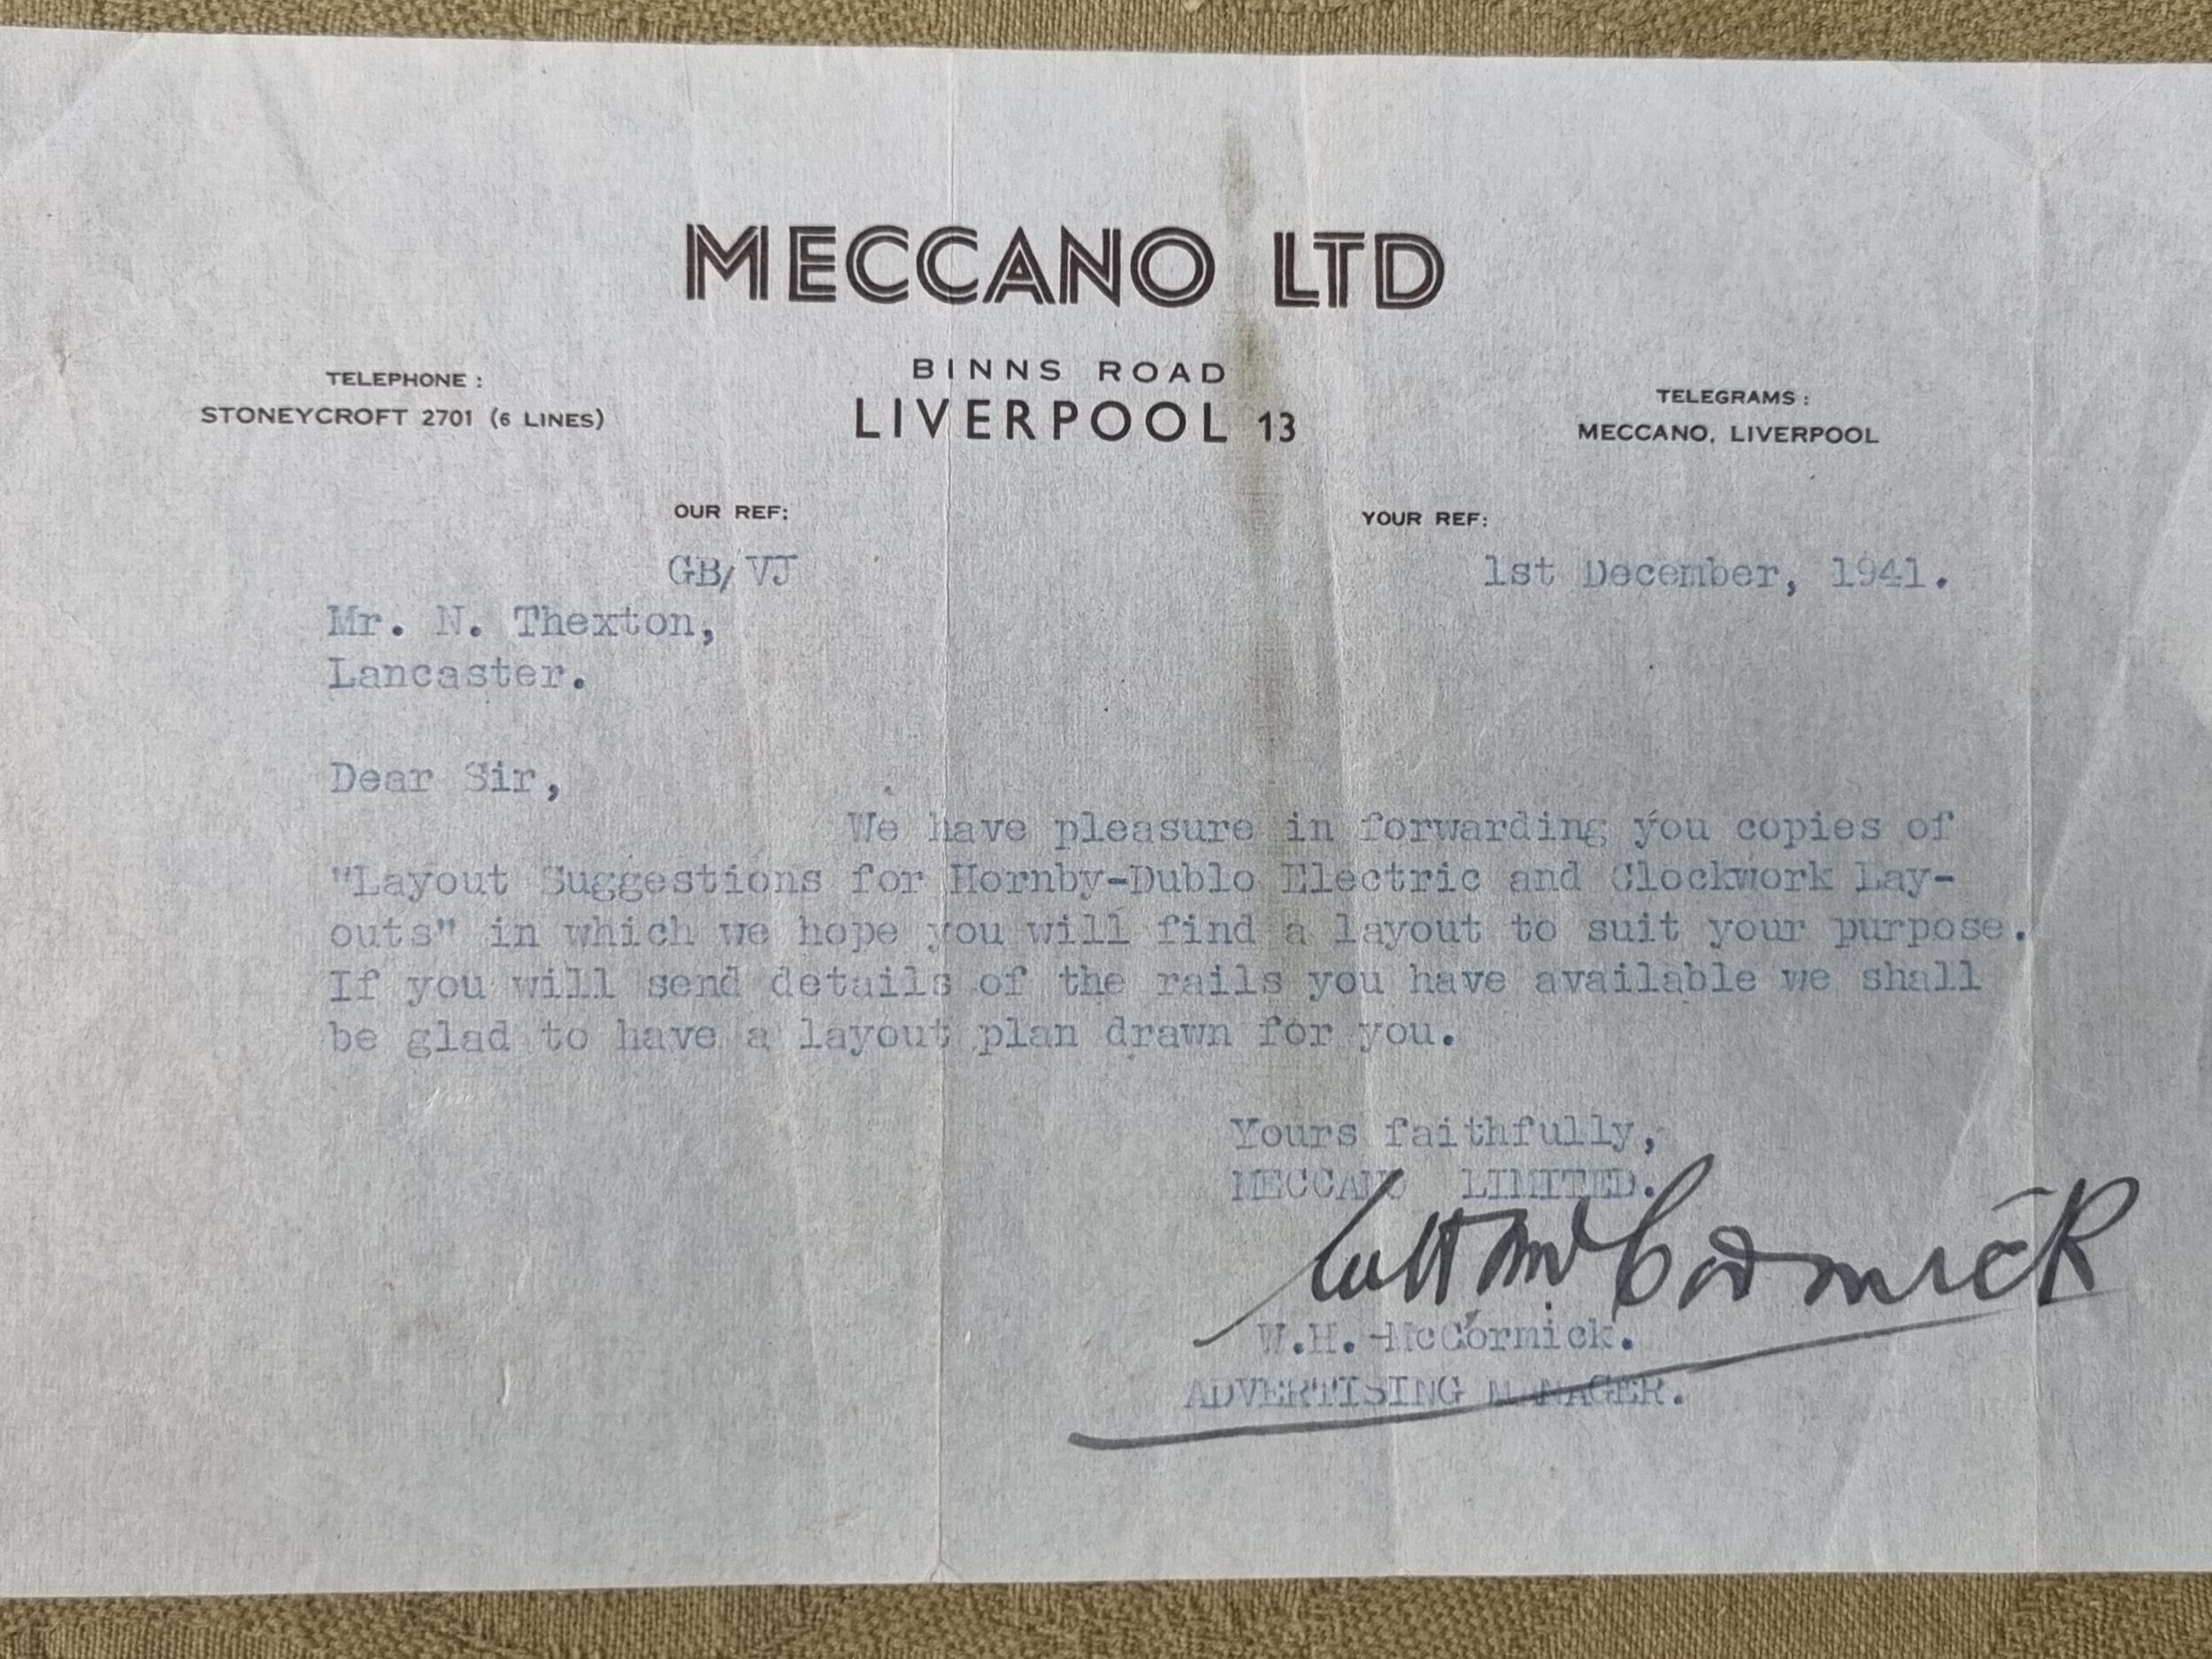 MECCANO LTD
BINNS ROAD
LIVERPOOL 13
TELEPHONE :
STONEYCROFT 2701 (6 LINES)
TELEGRAMS :
MECCANO, LIVERPOOL
OUR REF:
YOUR REF:
GB/VJ
1st December, 1941.
Mr. N. Thexton,
Lancaster.
Dear Sir,
We have pleasure in forwarding you copies of
"Layout Suggestions for Hornby-Dublo Electric and Clockwork Lay-
outs" in which we hope you will find a layout to suit your purpose.
If you will send details of the rails you have available we shall
be glad to have a layout plan drawn for you.
Yours faithfully,
MECCANO LIMITED.
W H McCormick
W.H. McCormick.
ADVERTISING MANAGER.